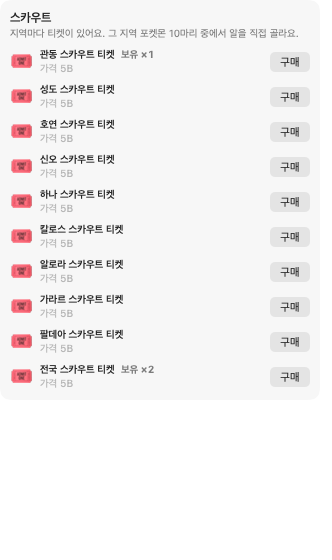 스카우트
지역마다 티켓이 있어요. 그 지역 포켓몬 10마리 중에서 알을 직접 골라요.
관동 스카우트 티켓 보유 ×1
가격 5B
구매
성도 스카우트 티켓
가격 5B
구매
호연 스카우트 티켓
가격 5B
구매
신오 스카우트 티켓
가격 5B
구매
하나 스카우트 티켓
가격 5B
구매
칼로스 스카우트 티켓
가격 5B
구매
알로라 스카우트 티켓
가격 5B
구매
가라르 스카우트 티켓
가격 5B
구매
팔데아 스카우트 티켓
가격 5B
구매
전국 스카우트 티켓 보유 ×2
가격 5B
구매